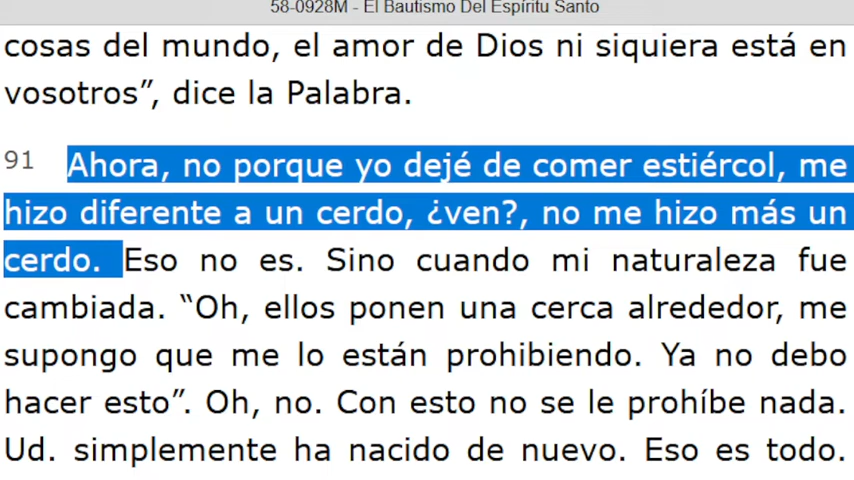 58-0928M - El Bautismo Del Espíritu Santo
cosas del mundo, el amor de Dios ni siquiera está en
vosotros”, dice la Palabra.
91 Ahora, no porque yo dejé de comer estiércol, me
hizo diferente a un cerdo, ¿ven?, no me hizo más un
cerdo. Eso no es. Sino cuando mi naturaleza fue
cambiada. “Oh, ellos ponen una cerca alrededor, me
supongo que me lo están prohibiendo. Ya no debo
hacer esto”. Oh, no. Con esto no se le prohíbe nada.
Ud. simplemente ha nacido de nuevo. Eso es todo.